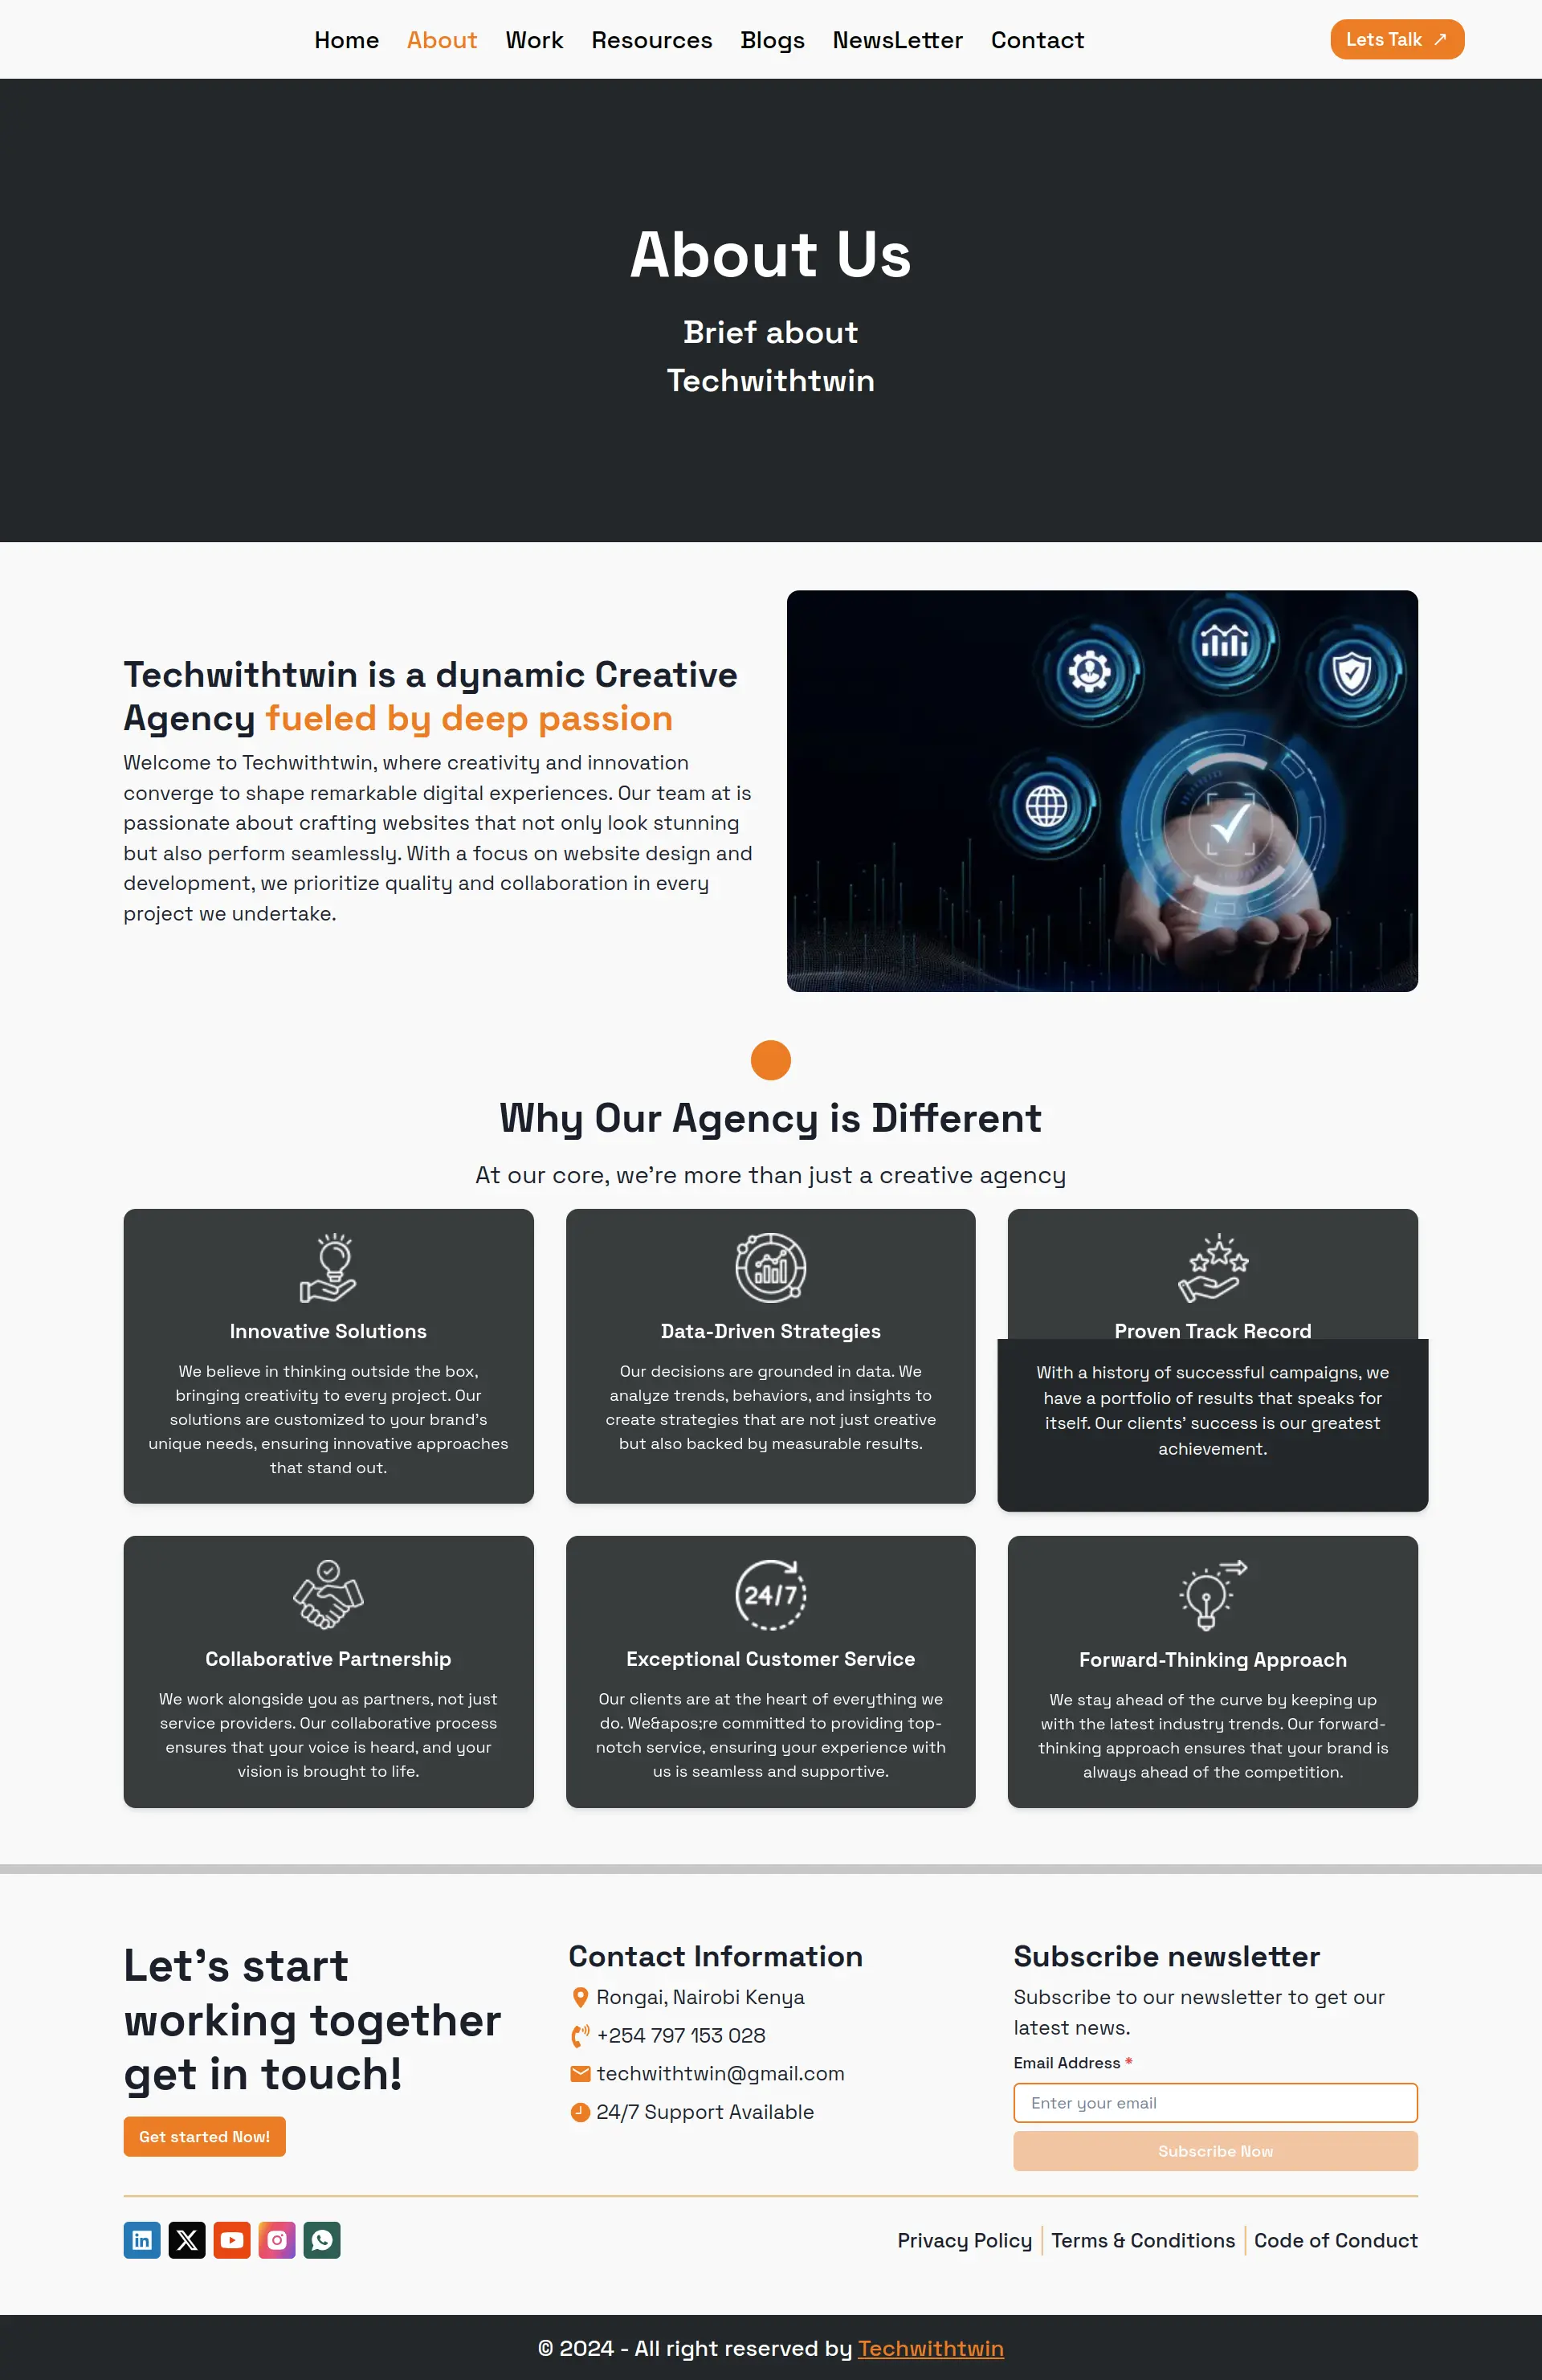 Home About Work Resources Blogs NewsLetter Contact
Lets Talk ↗
About Us
Brief about
Techwithtwin
Techwithtwin is a dynamic Creative
Agency fueled by deep passion
Welcome to Techwithtwin, where creativity and innovation
converge to shape remarkable digital experiences. Our team at is
passionate about crafting websites that not only look stunning
but also perform seamlessly. With a focus on website design and
development, we prioritize quality and collaboration in every
project we undertake.
Why Our Agency is Different
At our core, we're more than just a creative agency
Innovative Solutions
We believe in thinking outside the box,
bringing creativity to every project. Our
solutions are customized to your brand's
unique needs, ensuring innovative approaches
that stand out.
Data-Driven Strategies
Our decisions are grounded in data. We
analyze trends, behaviors, and insights to
create strategies that are not just creative
but also backed by measurable results.
Proven Track Record
With a history of successful campaigns, we
have a portfolio of results that speaks for
itself. Our clients' success is our greatest
achievement.
Collaborative Partnership
We work alongside you as partners, not just
service providers. Our collaborative process
ensures that your voice is heard, and your
vision is brought to life.
24/7
Exceptional Customer Service
Our clients are at the heart of everything we
do. We&apos;re committed to providing top-
notch service, ensuring your experience with
us is seamless and supportive.
Forward-Thinking Approach
We stay ahead of the curve by keeping up
with the latest industry trends. Our forward-
thinking approach ensures that your brand is
always ahead of the competition.
Let's start
working together
get in touch!
Get started Now!
Contact Information
Rongai, Nairobi Kenya
+254 797 153 028
techwithtwin@gmail.com
24/7 Support Available
Subscribe newsletter
Subscribe to our newsletter to get our
latest news.
Email Address *
Enter your email
Subscribe Now
in
Privacy Policy | Terms & Conditions | Code of Conduct
© 2024 - All right reserved by Techwithtwin